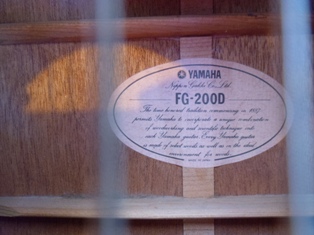 YAMAHA
Nippon Gakki Co., Ltd.
FG-200D
The time-honored tradition commencing in 1887
permits Yamaha to incorporate a unique combination
of woodworking and scientific technique into
each Yamaha guitar. Every Yamaha guitar
is made of select woods as well as in the ideal
environment for woods.